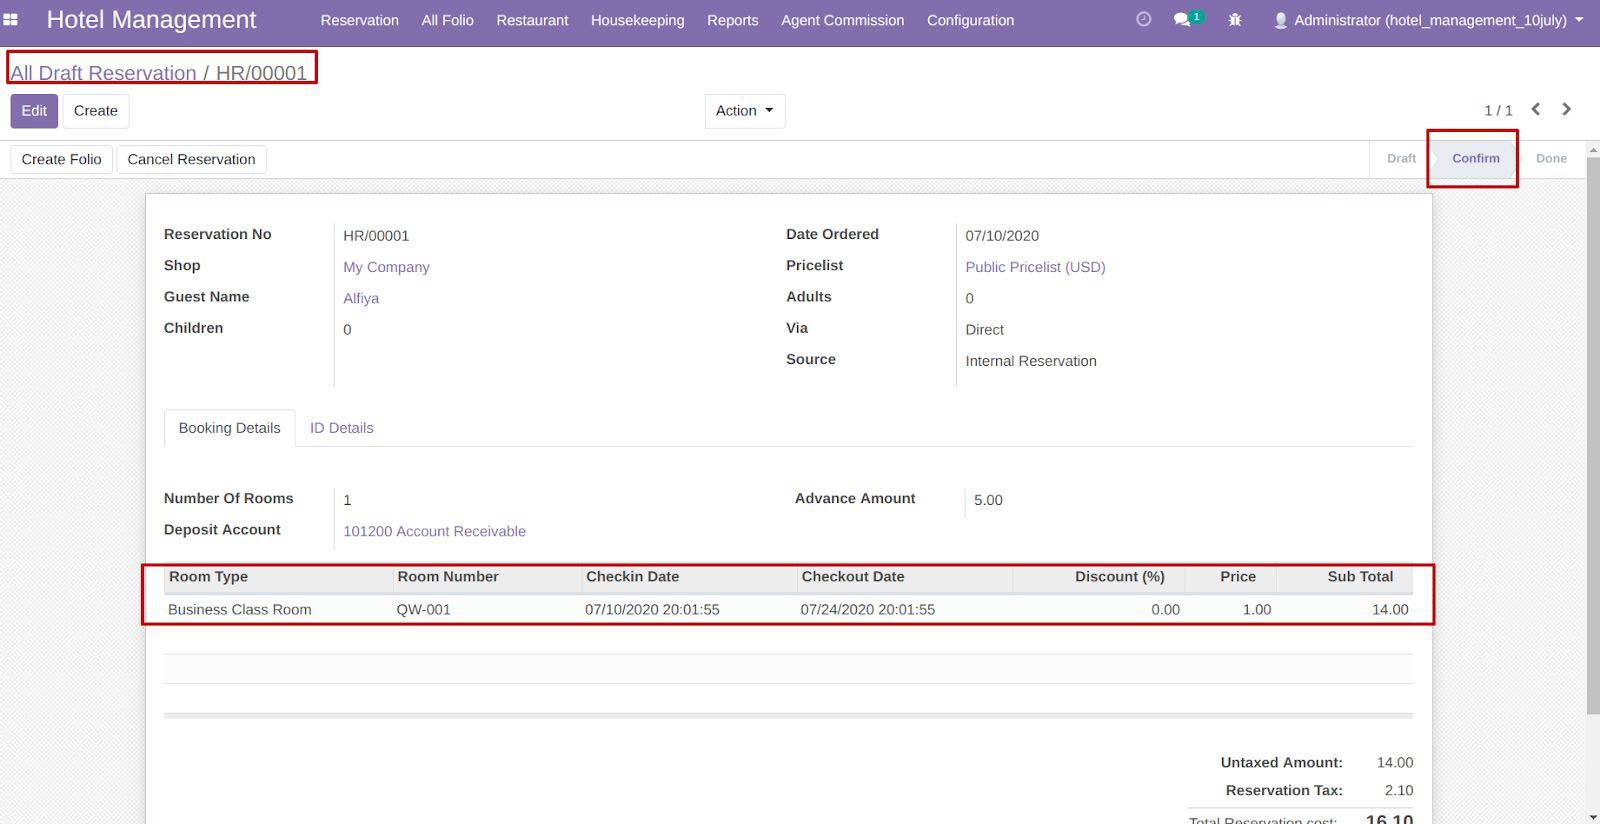 Hotel Management Reservation All Folio Restaurant Housekeeping Reports Agent Commission Configuration 1 Administrator (hotel_management_10july)
All Draft Reservation / HR/00001
Edit Create Action 1 / 1
Create Folio Cancel Reservation Draft Confirm Done
Reservation No HR/00001 Date Ordered 07/10/2020
Shop My Company Pricelist Public Pricelist (USD)
Guest Name Alfiya Adults 0
Children 0 Via Direct
Source Internal Reservation
Booking Details ID Details
Number Of Rooms 1 Advance Amount 5.00
Deposit Account 101200 Account Receivable
Room Type Room Number Checkin Date Checkout Date Discount (%) Price Sub Total
Business Class Room QW-001 07/10/2020 20:01:55 07/24/2020 20:01:55 0.00 1.00 14.00
Untaxed Amount: 14.00
Reservation Tax: 2.10
Total Reservation cost: 16.10